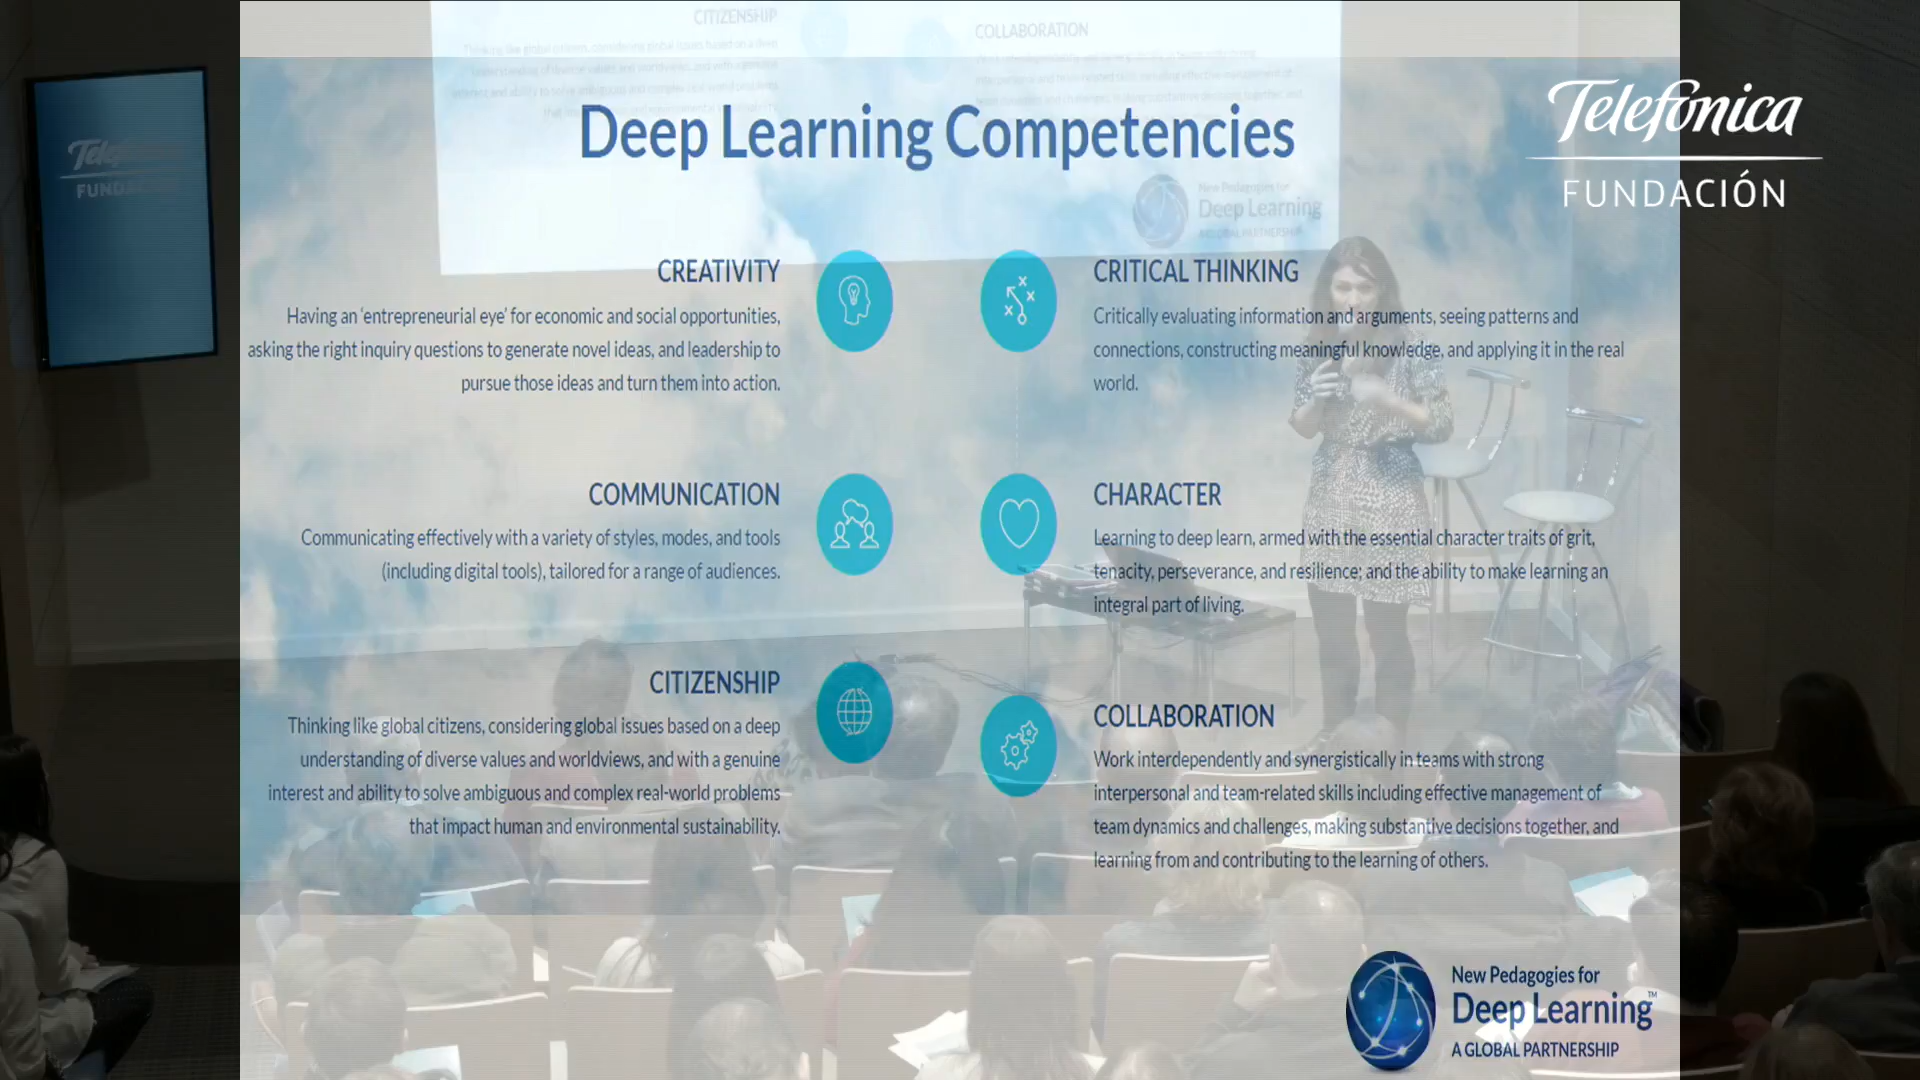 CITIZENSHIP
COLLABORATION
Deep Learning Competencies
Telefónica
FUNDACIÓN
New Pedagogies for
Deep Learning
CREATIVITY
Having an ‘entrepreneurial eye’ for economic and social opportunities,
asking the right inquiry questions to generate novel ideas, and leadership to
pursue those ideas and turn them into action.
CRITICAL THINKING
Critically evaluating information and arguments, seeing patterns and
connections, constructing meaningful knowledge, and applying it in the real
world.
COMMUNICATION
Communicating effectively with a variety of styles, modes, and tools
(including digital tools), tailored for a range of audiences.
CHARACTER
Learning to deep learn, armed with the essential character traits of grit,
tenacity, perseverance, and resilience; and the ability to make learning an
integral part of living.
CITIZENSHIP
Thinking like global citizens, considering global issues based on a deep
understanding of diverse values and worldviews, and with a genuine
interest and ability to solve ambiguous and complex real-world problems
that impact human and environmental sustainability.
COLLABORATION
Work interdependently and synergistically in teams with strong
interpersonal and team-related skills including effective management of
team dynamics and challenges, making substantive decisions together, and
learning from and contributing to the learning of others.
New Pedagogies for
Deep Learning™
A GLOBAL PARTNERSHIP